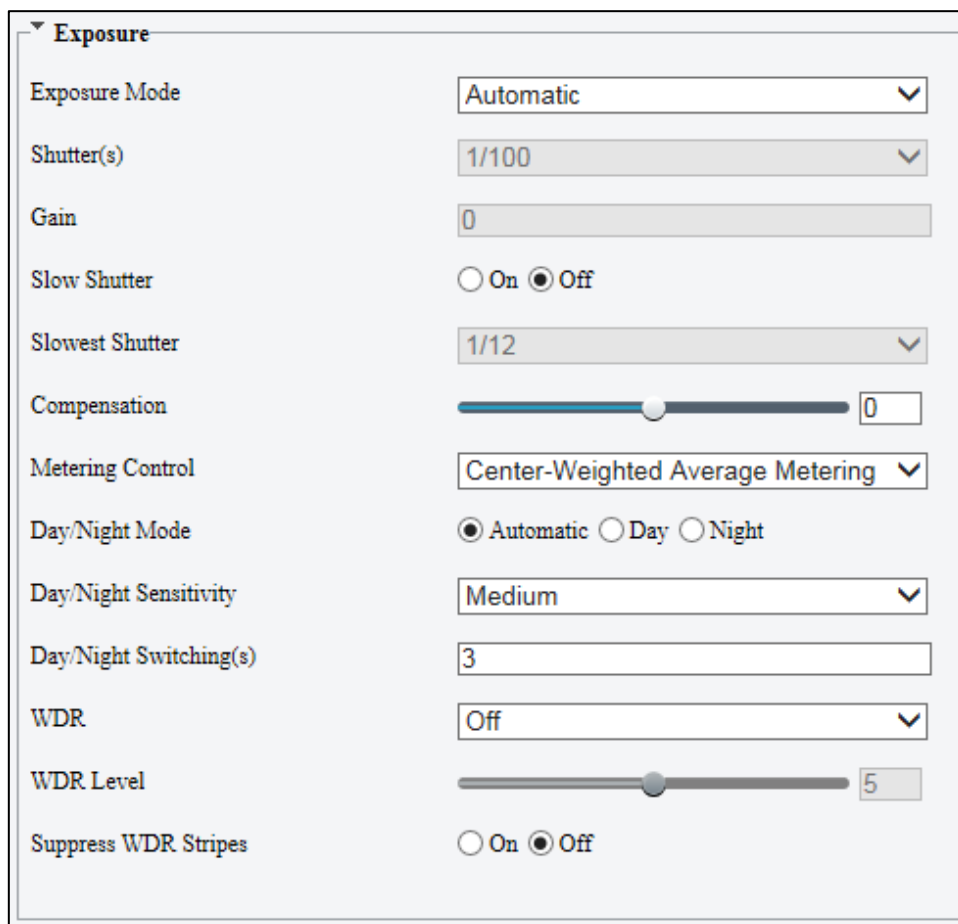 Exposure
Exposure Mode Automatic
Shutter(s) 1/100
Gain 0
Slow Shutter On Off
Slowest Shutter 1/12
Compensation 0
Metering Control Center-Weighted Average Metering
Day/Night Mode Automatic Day Night
Day/Night Sensitivity Medium
Day/Night Switching(s) 3
WDR Off
WDR Level 5
Suppress WDR Stripes On Off